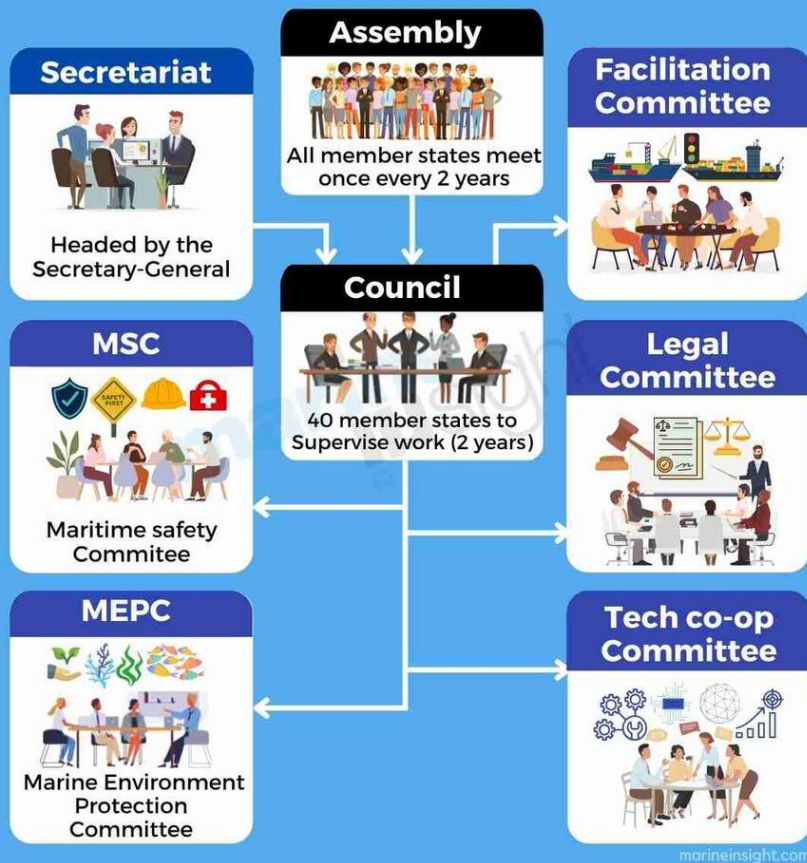 Assembly
All member states meet
once every 2 years
Secretariat
Headed by the
Secretary-General
Facilitation
Committee
Council
40 member states to
Supervise work (2 years)
MSC
SAFETY
FIRST
Maritime safety
Commitee
Legal
Committee
MEPC
Marine Environment
Protection
Committee
Tech co-op
Committee
marineinsight.com